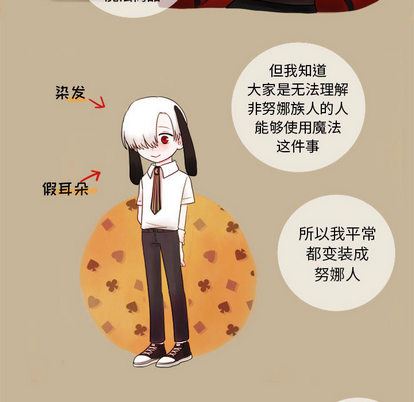 染发
但我知道
大家是无法理解
非努娜族人的人
能够使用魔法
这件事
假耳朵
所以我平常
都变装成
努娜人